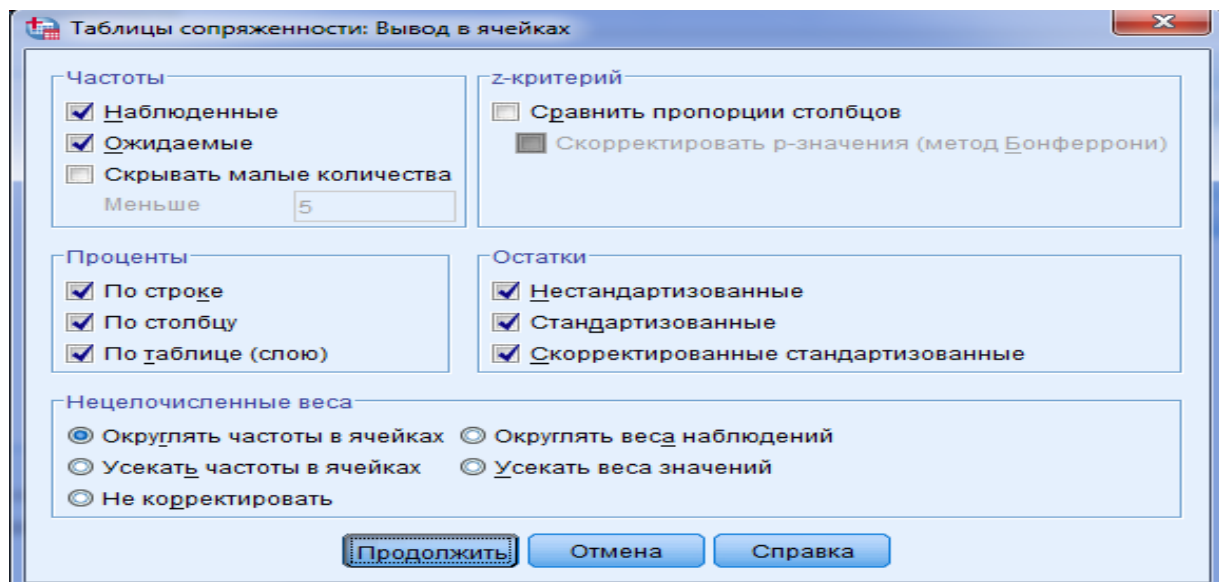 Таблицы сопряженности: Вывод в ячейках
Частоты
Наблюденные
Ожидаемые
Скрывать малые количества
Меньше 5
z-критерий
Сравнить пропорции столбцов
Скорректировать p-значения (метод Бонферрони)
Проценты
По строке
По столбцу
По таблице (слою)
Остатки
Нестандартизованные
Стандартизованные
Скорректированные стандартизованные
Нецелочисленные веса
Округлять частоты в ячейках Округлять веса наблюдений
Усекать частоты в ячейках Усекать веса значений
Не корректировать
Продолжить Отмена Справка